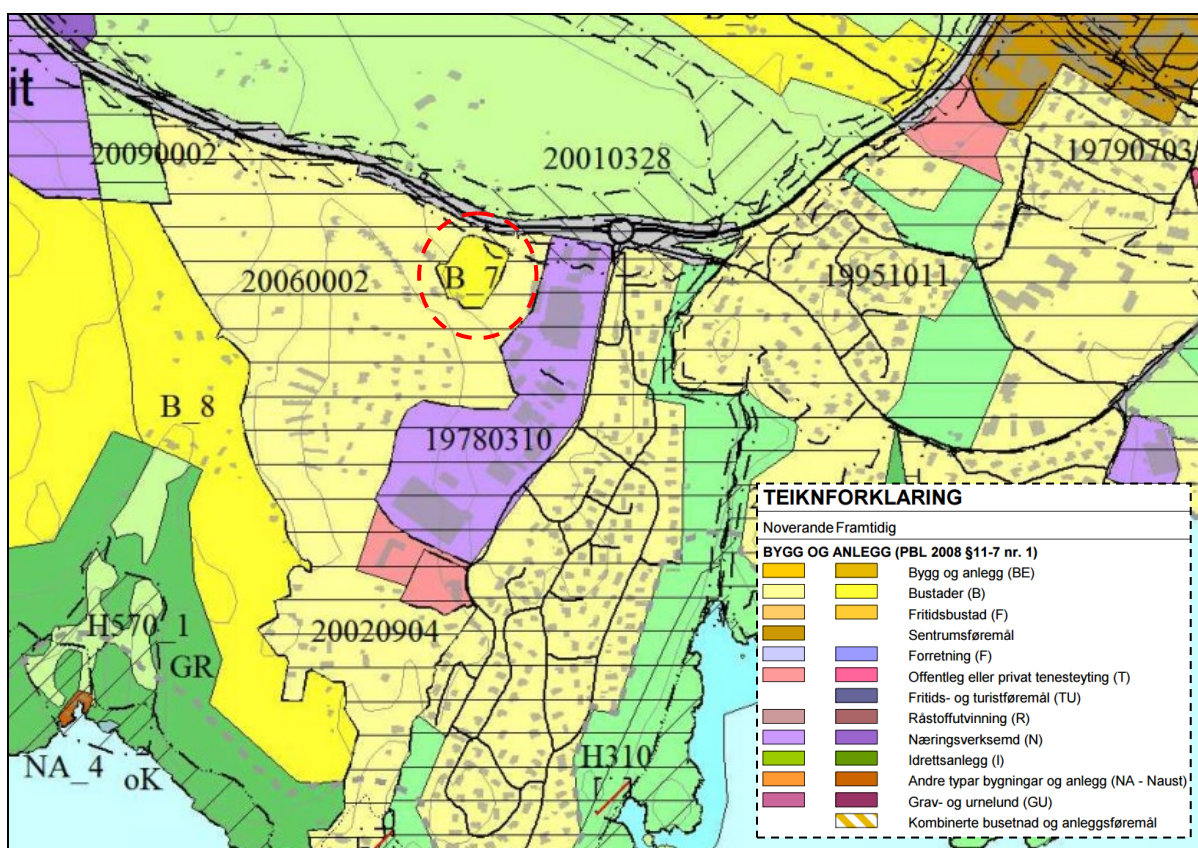 it
20090002
20010328
19790703
20060002
B_7
19951011
B_8
19780310
H570_1
GR
20020904
NA_4
oK
H310
TEIKNFORKLARING
Noverande Framtidig
BYGG OG ANLEGG (PBL 2008 §11-7 nr. 1)
Bygg og anlegg (BE)
Bustader (B)
Fritidsbustad (F)
Sentrumsføremål
Forretning (F)
Offentleg eller privat tenesteyting (T)
Fritids- og turistføremål (TU)
Råstoffutvinning (R)
Næringsverksemd (N)
Idrettsanlegg (I)
Andre typar bygningar og anlegg (NA - Naust)
Grav- og urnelund (GU)
Kombinerte busetnad og anleggsføremål